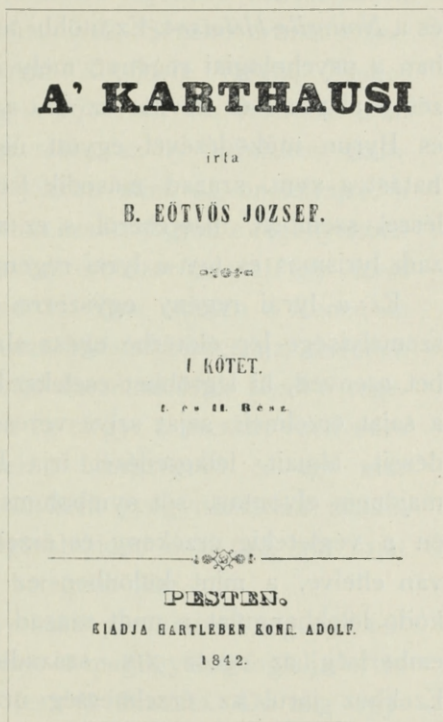 A' KARTHAUSI
irta
B. EÖTVÖS JOZSEF.
I. KÖTET.
I. és II. Rész.
PESTEN,
KIADJA HARTLEBEN KONR. ADOLF.
1842.